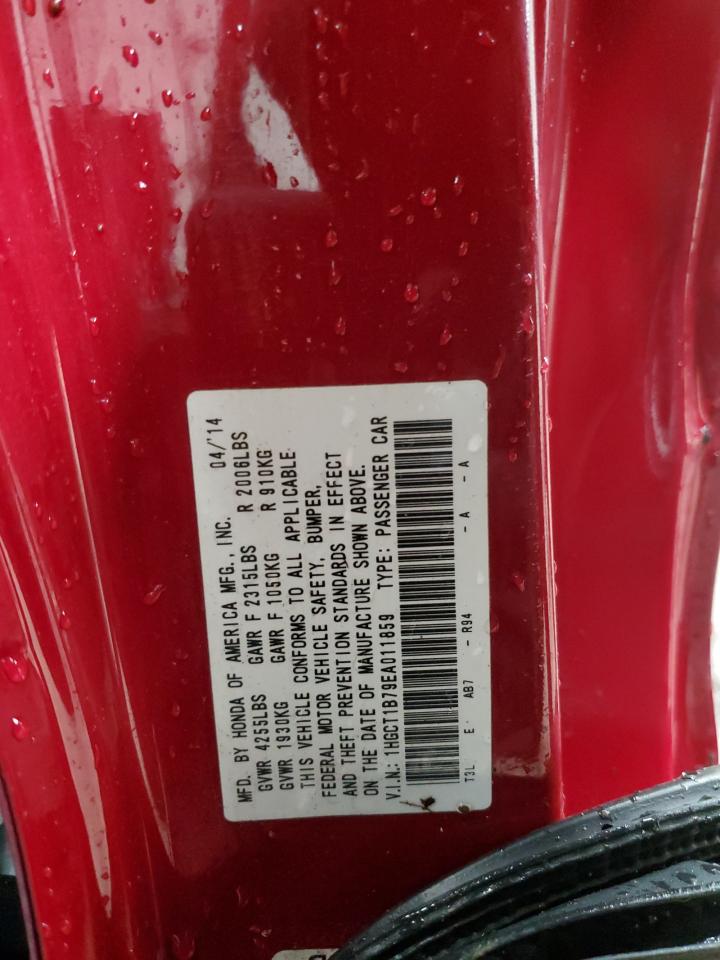 MFD. BY HONDA OF AMERICA MFG., INC. 04/'14
GVWR 4255LBS GAWR F 2315LBS R 2006LBS
GVWR 1930KG GAWR F 1050KG R 910KG
THIS VEHICLE CONFORMS TO ALL APPLICABLE
FEDERAL MOTOR VEHICLE SAFETY, BUMPER,
AND THEFT PREVENTION STANDARDS IN EFFECT
ON THE DATE OF MANUFACTURE SHOWN ABOVE.
V.I.N.: 1HGCT1B79EA011859 TYPE: PASSENGER CAR
T3L E AB7 - R94 - A - A